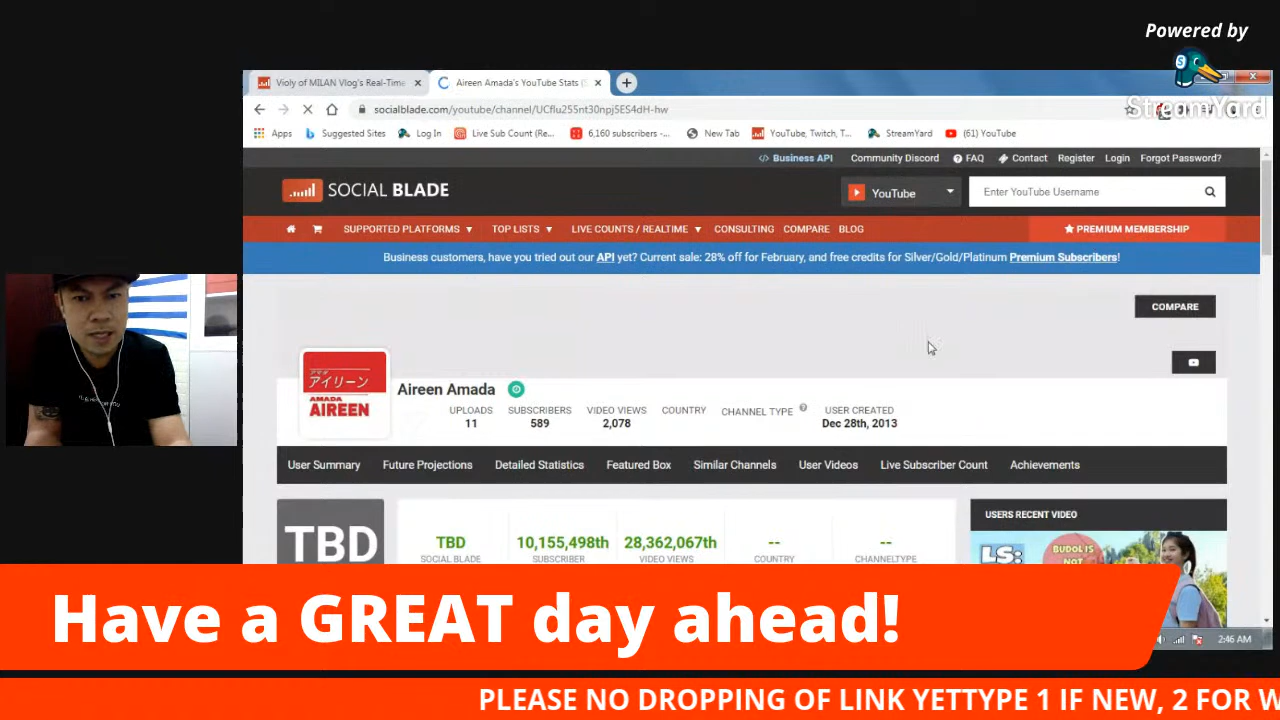 Powered by
StreamYard
Violy of MILAN Vlog's Real-Time
Aireen Amada's YouTube Stats (
socialblade.com/youtube/channel/UCflu255nt30npj5ES4dH-hw
Apps
Suggested Sites
Log In
Live Sub Count (Re...
6,160 subscribers -...
New Tab
YouTube, Twitch, T...
StreamYard
(61) YouTube
</> Business API
Community Discord
FAQ
Contact
Register
Login
Forgot Password?
SOCIAL BLADE
YouTube
Enter YouTube Username
SUPPORTED PLATFORMS
TOP LISTS
LIVE COUNTS / REALTIME
CONSULTING
COMPARE
BLOG
PREMIUM MEMBERSHIP
Business customers, have you tried out our API yet? Current sale: 28% off for February, and free credits for Silver/Gold/Platinum Premium Subscribers!
COMPARE
アイリーン
AMADA
AIREEN
Aireen Amada
UPLOADS
11
SUBSCRIBERS
589
VIDEO VIEWS
2,078
COUNTRY
CHANNEL TYPE
USER CREATED
Dec 28th, 2013
User Summary
Future Projections
Detailed Statistics
Featured Box
Similar Channels
User Videos
Live Subscriber Count
Achievements
TBD
TBD
SOCIAL BLADE
10,155,498th
SUBSCRIBER
28,362,067th
VIDEO VIEWS
--
COUNTRY
--
CHANNELTYPE
USERS RECENT VIDEO
LS:
BUDOL IS
NOT
Have a GREAT day ahead!
2:46 AM
PLEASE NO DROPPING OF LINK YETTYPE 1 IF NEW, 2 FOR W